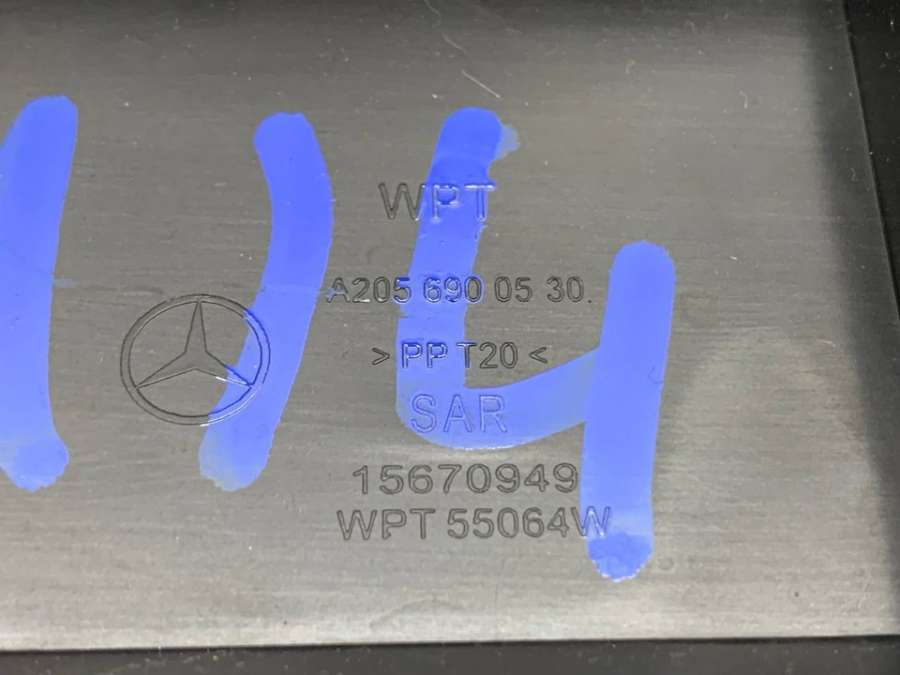 WPT
A205 690 05 30
> PP T20 <
SAR
15670949
WPT 55064W